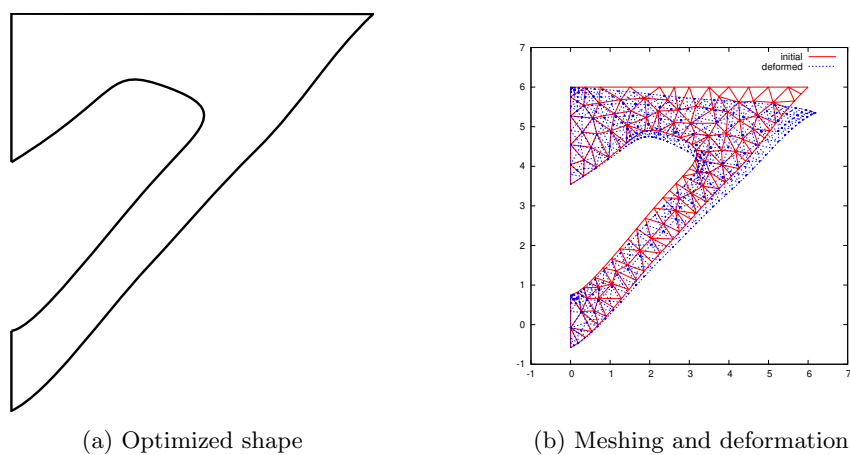 7
6
5
4
3
2
1
0
-1
-1 0 1 2 3 4 5 6 7
initial
deformed
(a) Optimized shape
(b) Meshing and deformation